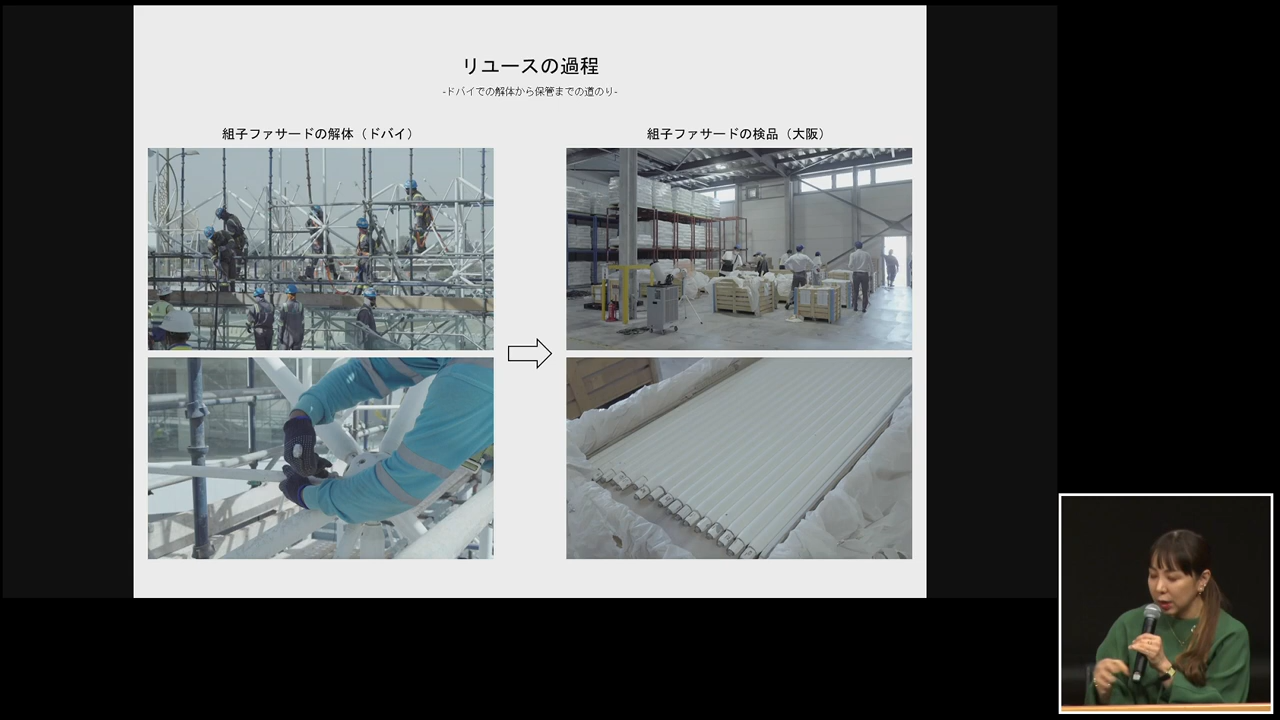 リユースの過程
-ドバイでの解体から保管までの道のり-
組子ファサードの解体（ドバイ）
組子ファサードの検品（大阪）